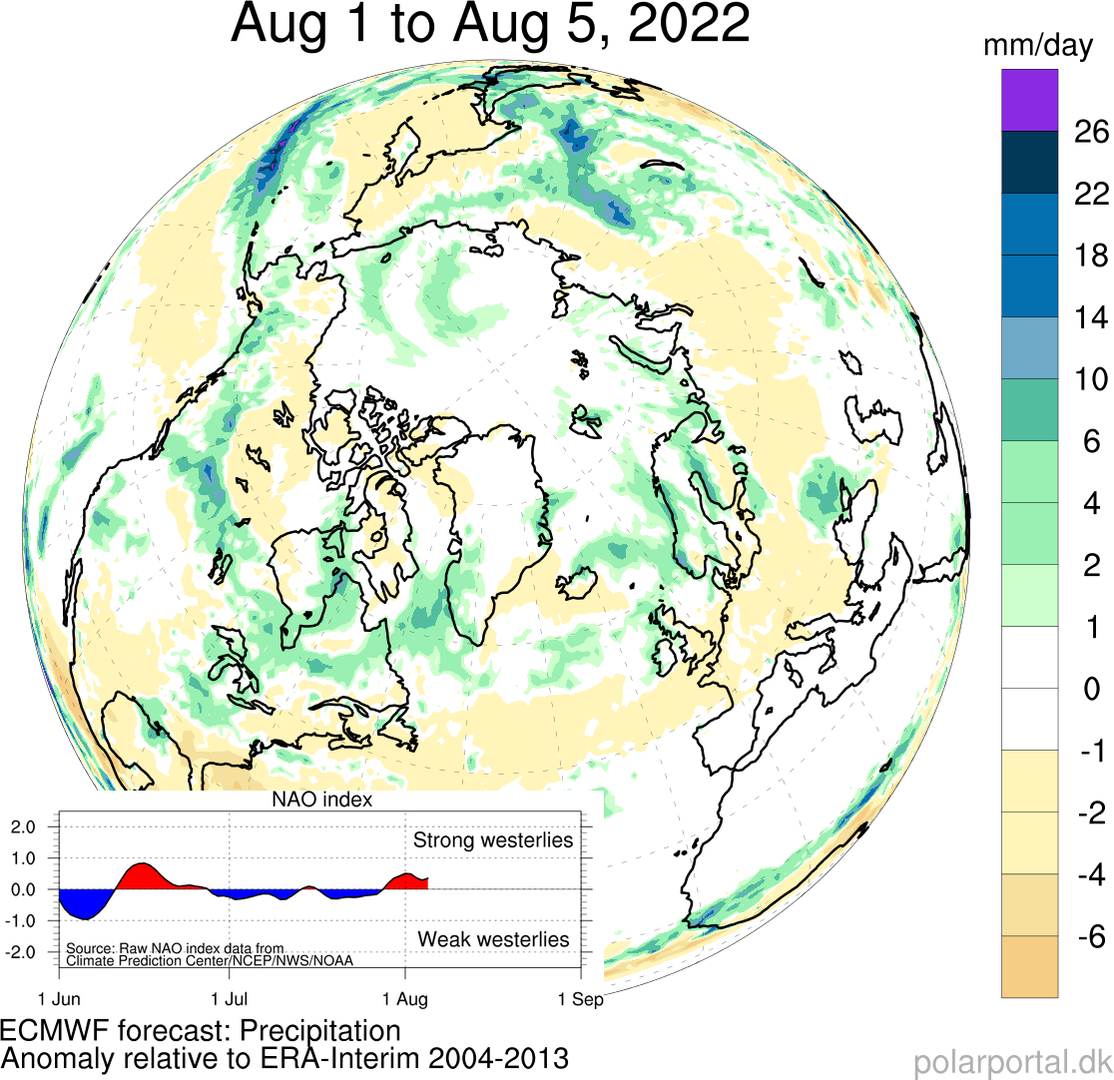 Aug 1 to Aug 5, 2022
mm/day
26
22
18
14
10
6
4
2
1
0
-1
-2
-4
-6
NAO index
2.0
1.0
0.0
-1.0
-2.0
Strong westerlies
Weak westerlies
Source: Raw NAO index data from
Climate Prediction Center/NCEP/NWS/NOAA
1 Jun
1 Jul
1 Aug
1 Sep
ECMWF forecast: Precipitation
Anomaly relative to ERA-Interim 2004-2013
polarportal.dk